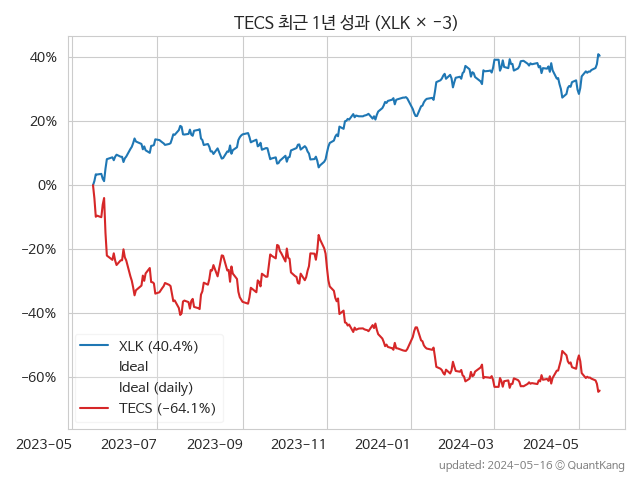 TECS 최근 1년 성과 (XLK × −3)
40%
20%
0%
−20%
−40%
−60%
XLK (40.4%)
Ideal
Ideal (daily)
TECS (−64.1%)
2023−05 2023−07 2023−09 2023−11 2024−01 2024−03 2024−05
updated: 2024−05−16 © QuantKang